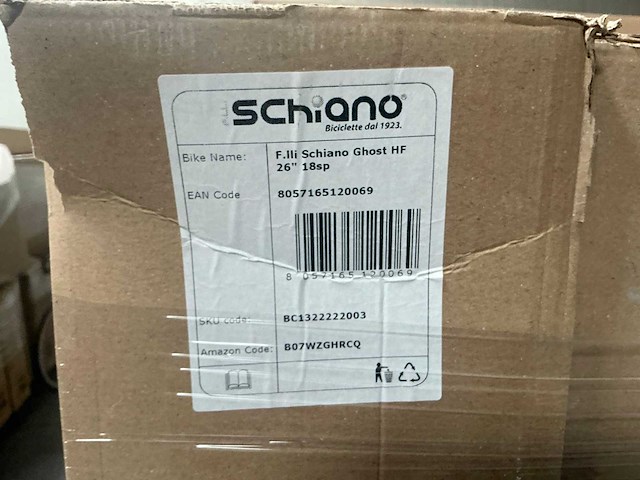 F.lli
SCHIANO
Biciclette dal 1923.
Bike Name: F.lli Schiano Ghost HF
26" 18sp
EAN Code 8057165120069
8 057165 120069
SKU code: BC1322222003
Amazon Code: B07WZGHRCQ